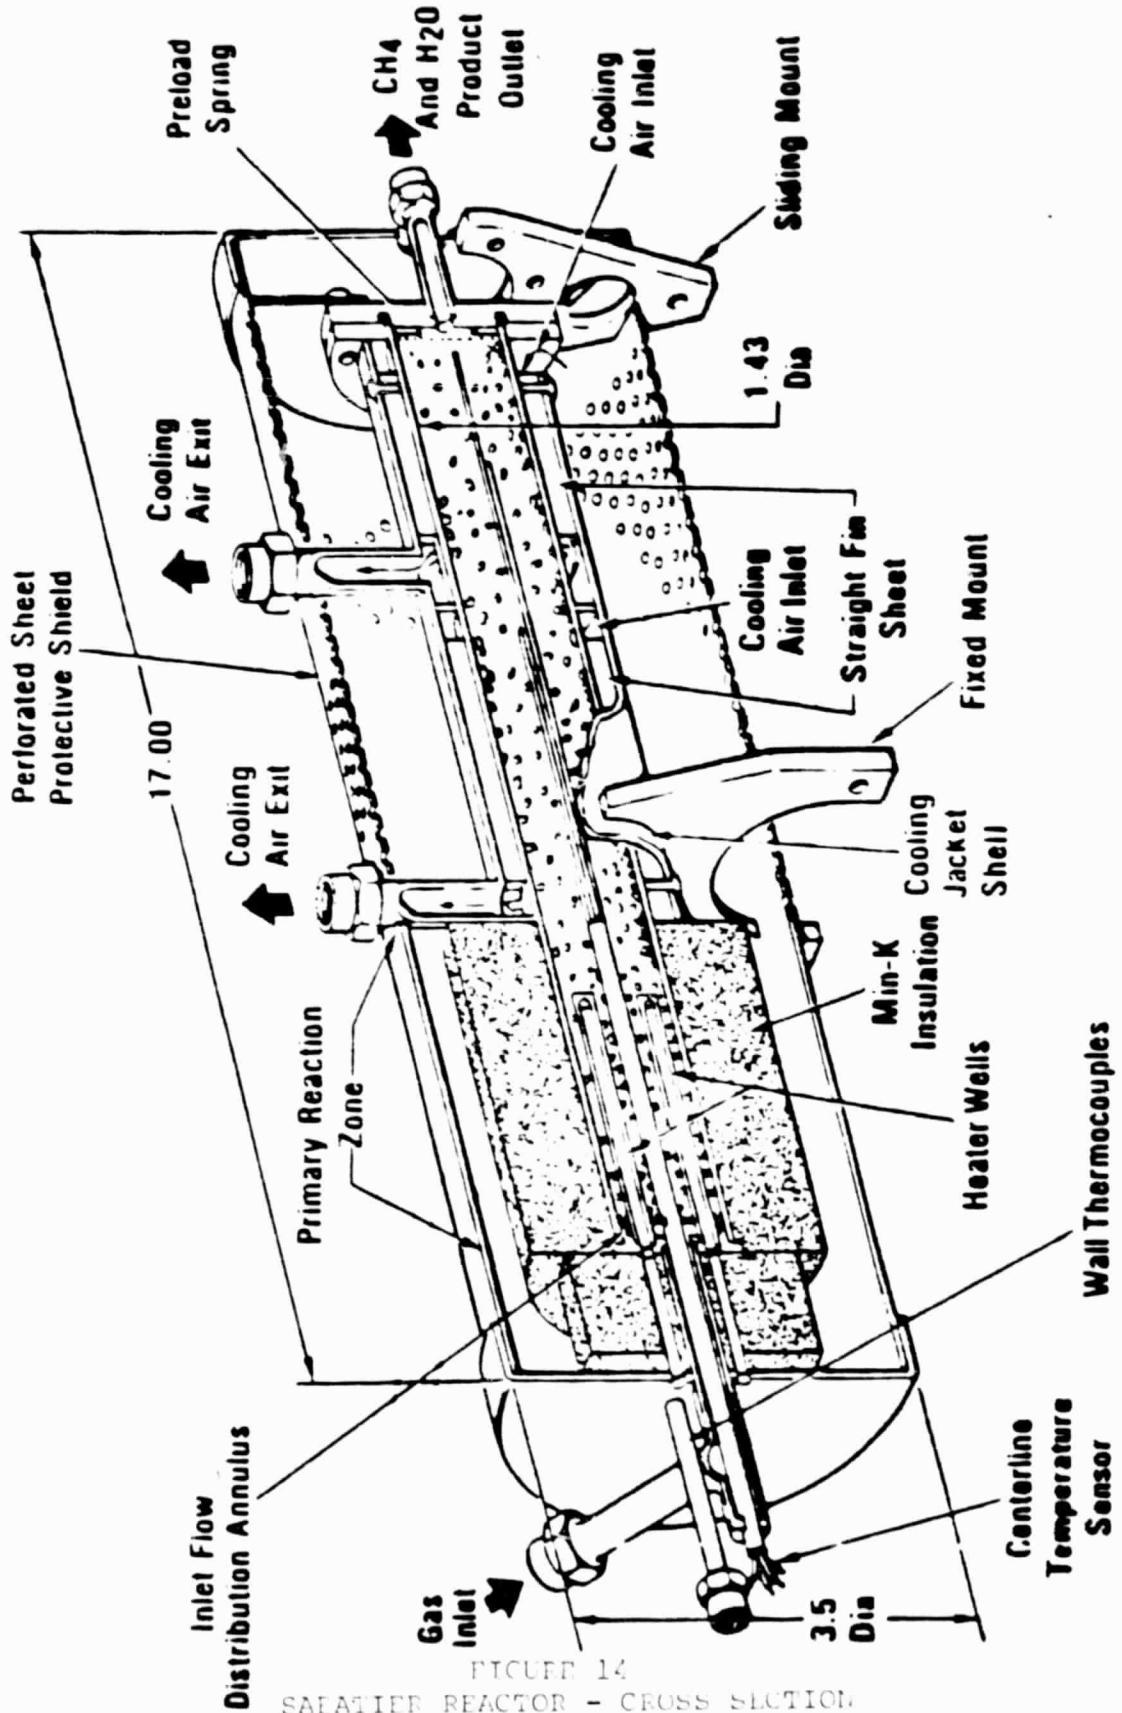 Perforated Sheet
Protective Shield
17.00
Cooling
Air Exit
Cooling
Air Exit
Preload
Spring
CH4
And H2O
Product
Outlet
Cooling
Air Inlet
Sliding Mount
1.43
Dia
Primary Reaction
Zone
Inlet Flow
Distribution Annulus
Gas
Inlet
3.5
Dia
Centerline
Temperature
Sensor
Wall Thermocouples
Heater Wells
Min-K
Insulation
Cooling
Jacket
Shell
Fixed Mount
Cooling
Air Inlet
Straight Fin
Sheet
FIGURE 14
SABATIER REACTOR - CROSS SECTION